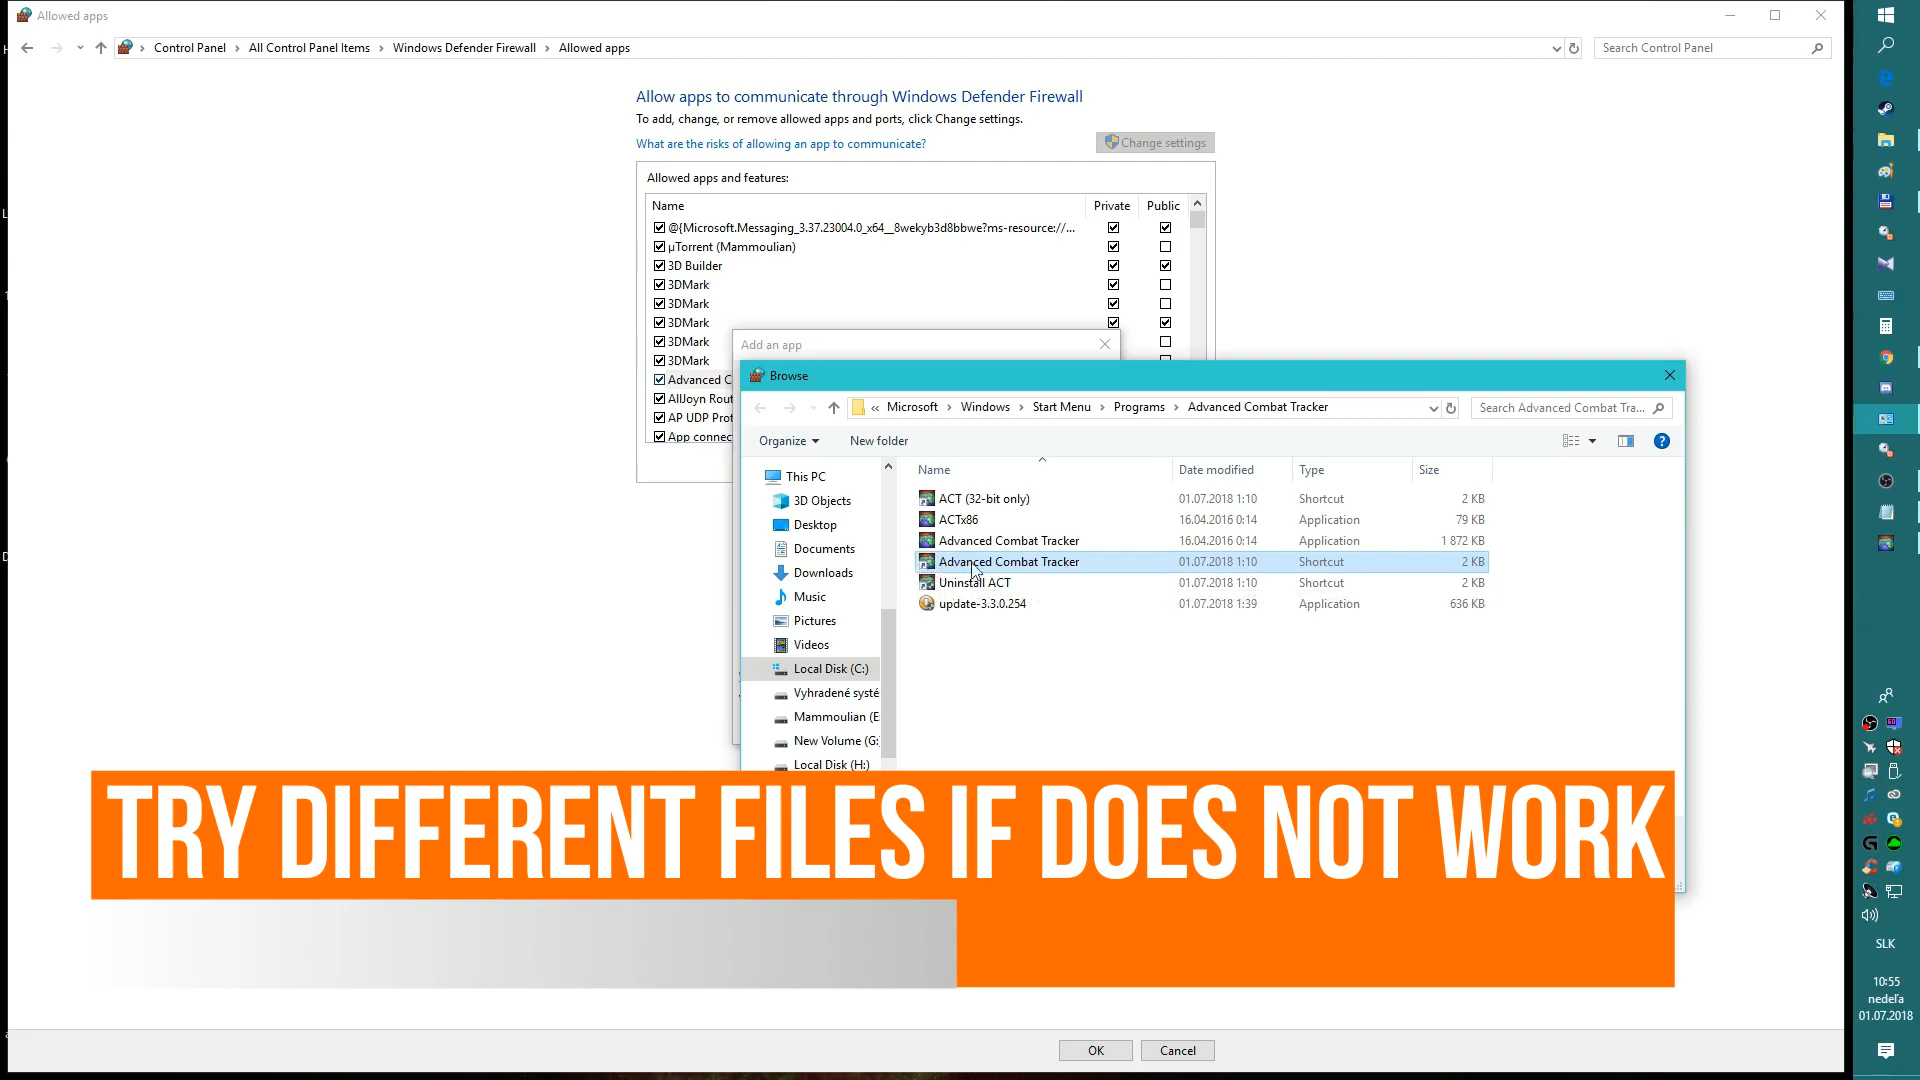 Allowed apps
Control Panel > All Control Panel Items > Windows Defender Firewall > Allowed apps
Search Control Panel
Allow apps to communicate through Windows Defender Firewall
To add, change, or remove allowed apps and ports, click Change settings.
What are the risks of allowing an app to communicate?
Change settings
Allowed apps and features:
Name Private Public
@{Microsoft.Messaging_3.37.23004.0_x64__8wekyb3d8bbwe?ms-resource://...
µTorrent (Mammoulian)
3D Builder
3DMark
3DMark
3DMark
3DMark
3DMark
Advanced C
AllJoyn Rou
AP UDP Pro
App connec
Add an app
Browse
« Microsoft > Windows > Start Menu > Programs > Advanced Combat Tracker
Search Advanced Combat Tra...
Organize New folder
This PC
3D Objects
Desktop
Documents
Downloads
Music
Pictures
Videos
Local Disk (C:)
Vyhradené systé
Mammoulian (E
New Volume (G:
Local Disk (H:)
Name Date modified Type Size
ACT (32-bit only) 01.07.2018 1:10 Shortcut 2 KB
ACTx86 16.04.2016 0:14 Application 79 KB
Advanced Combat Tracker 16.04.2016 0:14 Application 1 872 KB
Advanced Combat Tracker 01.07.2018 1:10 Shortcut 2 KB
Uninstall ACT 01.07.2018 1:10 Shortcut 2 KB
update-3.3.0.254 01.07.2018 1:39 Application 636 KB
TRY DIFFERENT FILES IF DOES NOT WORK
OK Cancel
SLK
10:55
nedeľa
01.07.2018